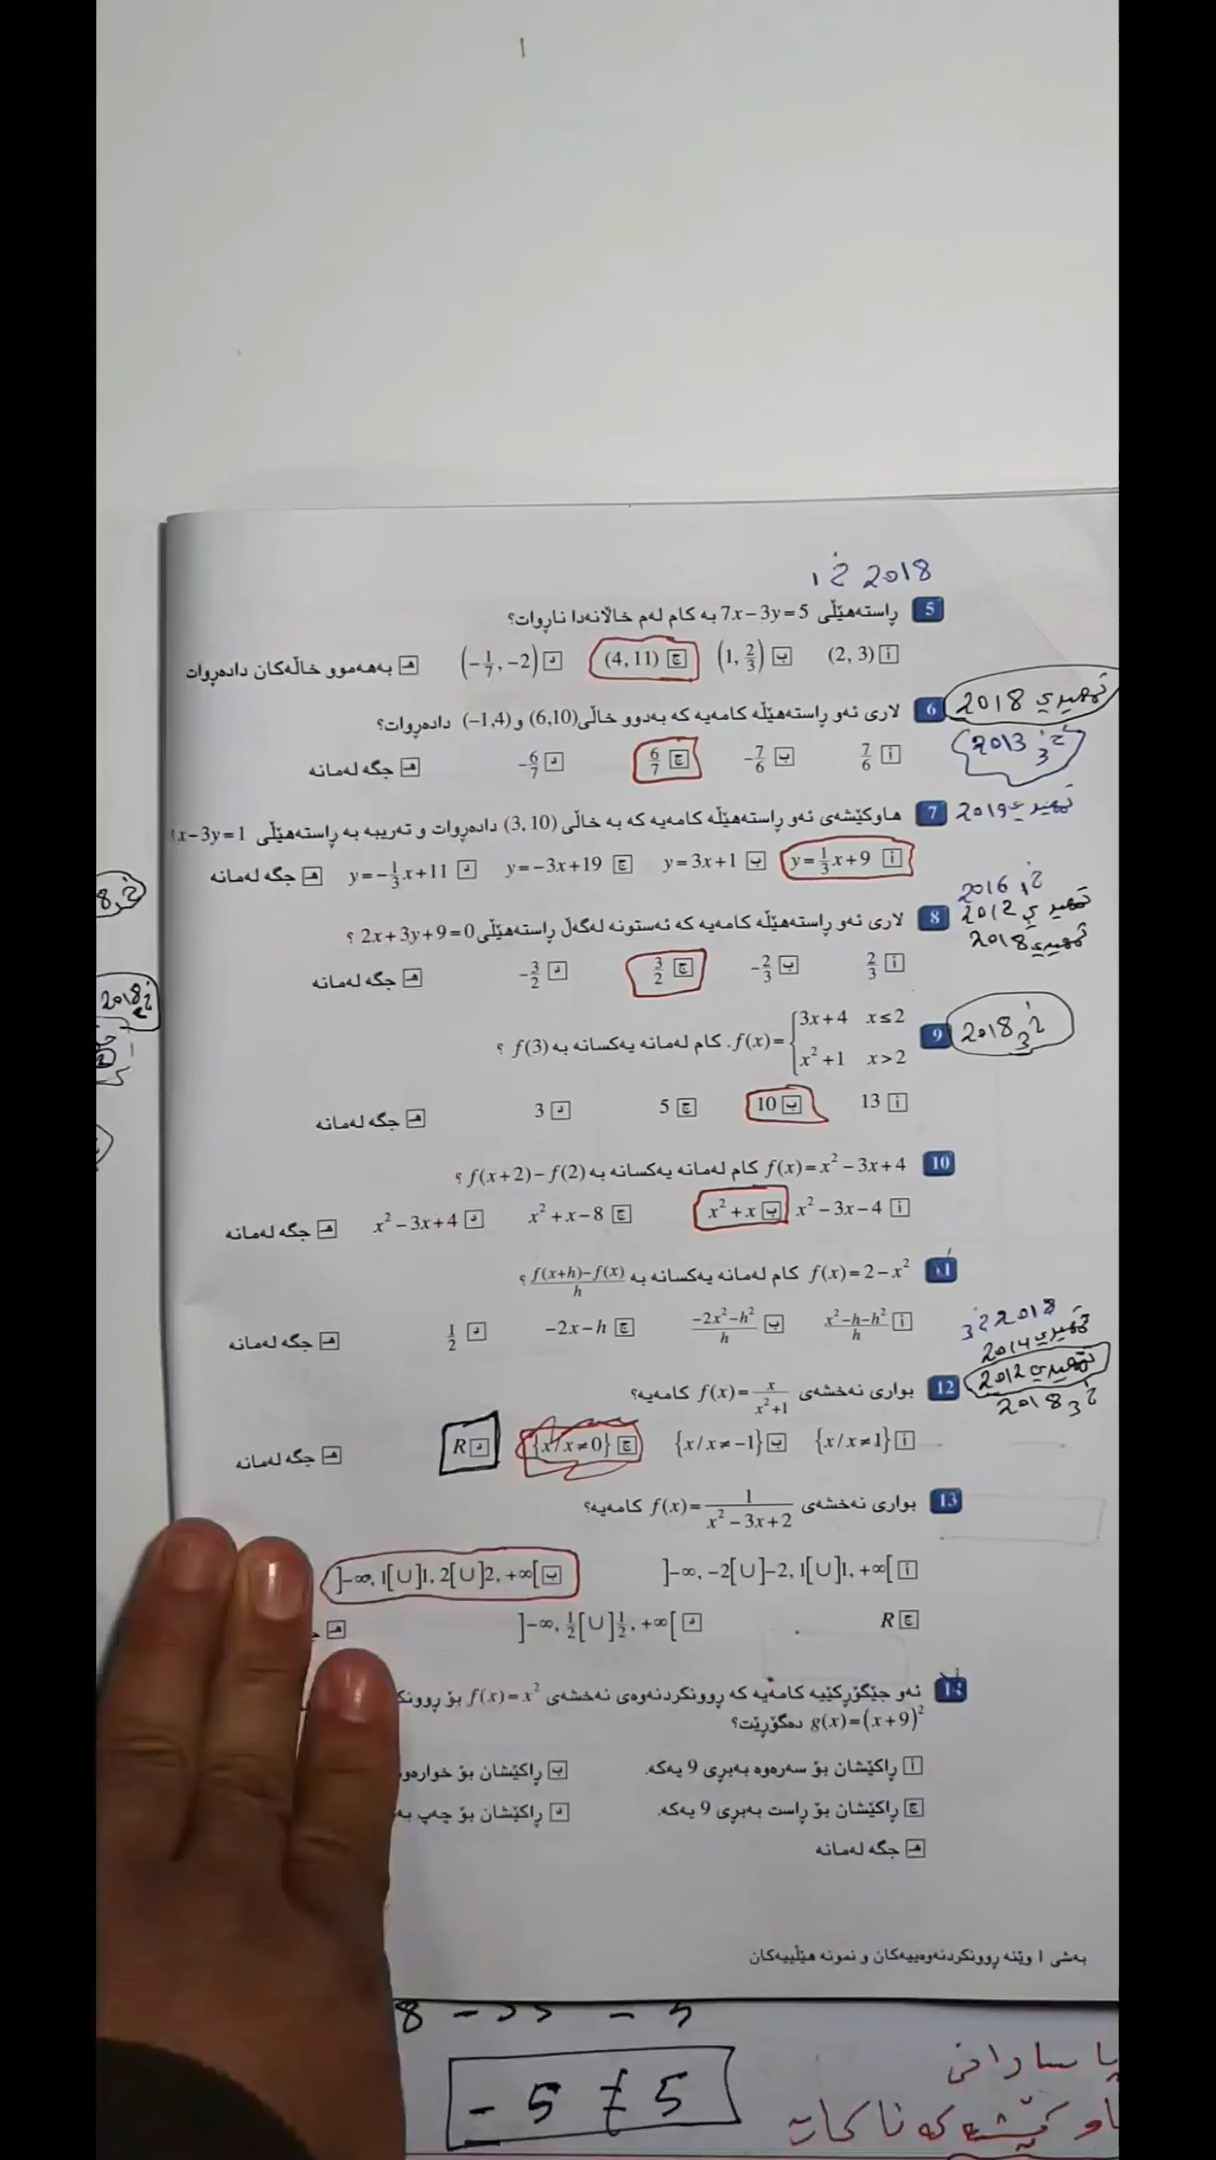 2018 خ 1
5 ڕاستەهێڵی 7x−3y=5 بە کام لەم خاڵانەدا ناڕوات؟
أ (2, 3) ب (1, 2/3) ج (4, 11) د (−1/7, −2) هـ بەهەموو خاڵەکان دادەڕوات
6 لاری ئەو ڕاستەهێڵە کامەیە کە بەدوو خاڵی (6,10) و (−1,4) دادەڕوات؟
2018
2013 خ 3
أ 7/6 ب −7/6 ج 6/7 د −6/7 هـ جگە لەمانە
7 هاوکێشەی ئەو ڕاستەهێڵە کامەیە کە بە خاڵی (3, 10) دادەڕوات و تەریبە بە ڕاستەهێڵی x−3y=1
2019
أ y=1/3x+9 ب y=3x+1 ج y=−3x+19 د y=−1/3x+11 هـ جگە لەمانە
2016 خ 1
2012
2018
8 لاری ئەو ڕاستەهێڵە کامەیە کە ئەستونە لەگەڵ ڕاستەهێڵی 2x+3y+9=0 ؟
أ 2/3 ب −2/3 ج 3/2 د −3/2 هـ جگە لەمانە
9 f(x)= { 3x+4 x≤2
x²+1 x>2
. کام لەمانە یەکسانە بە f(3) ؟
2018 خ 3
أ 13 ب 10 ج 5 د 3 هـ جگە لەمانە
10 f(x)=x²−3x+4 کام لەمانە یەکسانە بە f(x+2)−f(2) ؟
أ x²−3x−4 ب x²+x ج x²+x−8 د x²−3x+4 هـ جگە لەمانە
11 f(x)=2−x² کام لەمانە یەکسانە بە (f(x+h)−f(x))/h ؟
أ (x²−h−h²)/h ب (−2x²−h²)/h ج −2x−h د 1/2 هـ جگە لەمانە
2018 خ 3
2014
2012
2018 خ 3
12 بواری نەخشەی f(x)= x/(x²+1) کامەیە؟
أ {x/x≠1} ب {x/x≠−1} ج {x/x≠0} د R هـ جگە لەمانە
13 بواری نەخشەی f(x)= 1/(x²−3x+2) کامەیە؟
أ ]−∞, −2[∪]−2, 1[∪]1, +∞[ ب ]−∞, 1[∪]1, 2[∪]2, +∞[
ج R د ]−∞, 1/2[∪]1/2, +∞[ هـ
14 ئەو جێگۆڕکێیە کامەیە کە ڕوونکردنەوەی نەخشەی f(x)=x² بۆ
g(x)=(x+9)² دەگۆڕێت؟
أ ڕاکێشان بۆ سەرەوە بەبڕی 9 یەکە. ب ڕاکێشان بۆ
ج ڕاکێشان بۆ ڕاست بەبڕی 9 یەکە. د ڕاکێشان بۆ چەپ
هـ جگە لەمانە
بەشی 1 وێنە ڕوونکردنەوەییەکان و نمونە هێڵییەکان
−5 ≠ 5